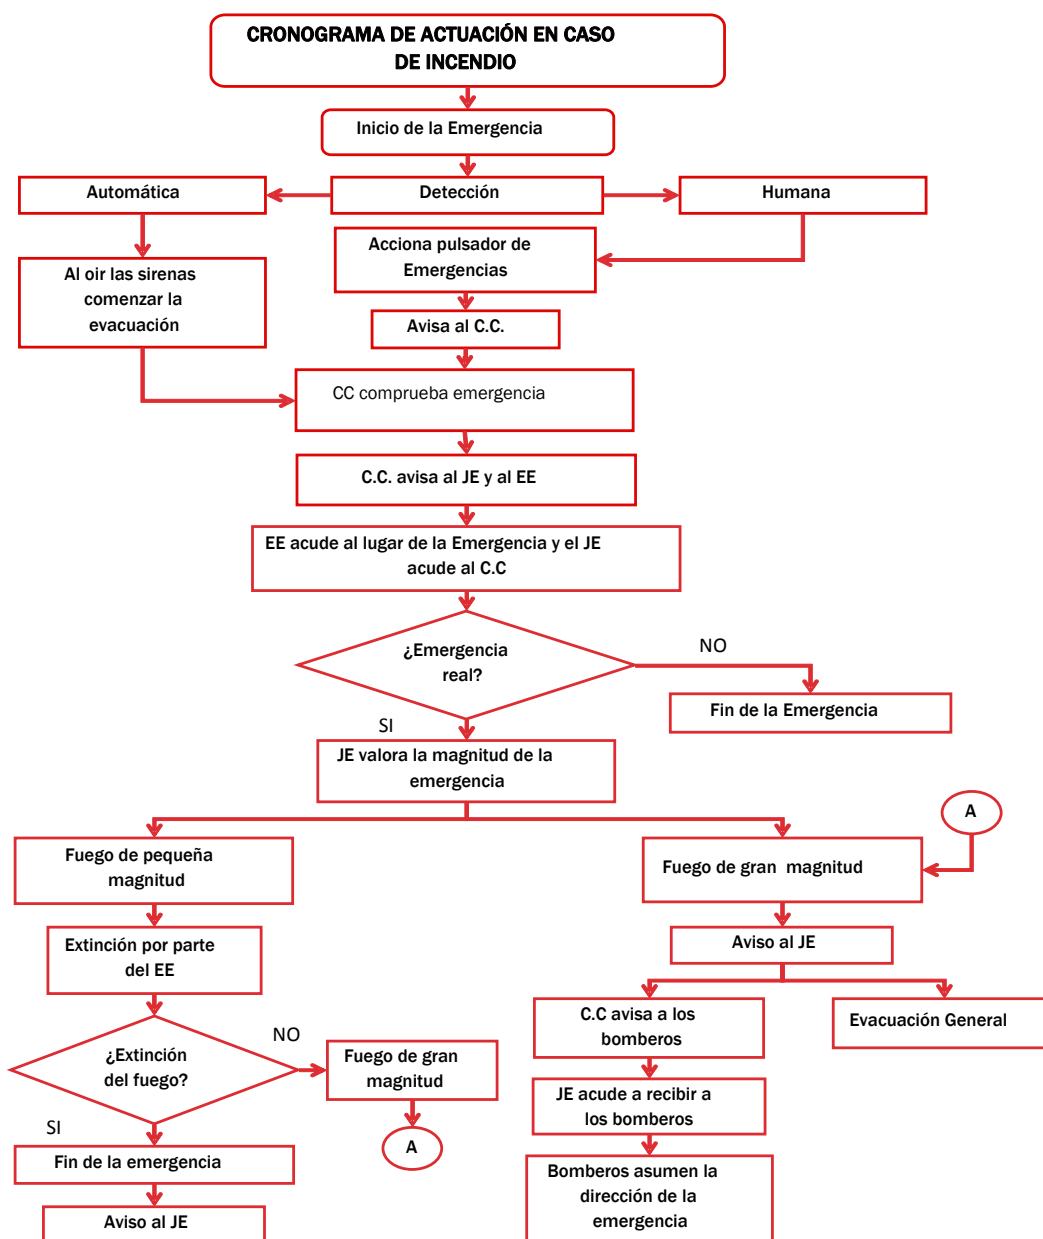 CRONOGRAMA DE ACTUACIÓN EN CASO
DE INCENDIO
Inicio de la Emergencia
Automática
Detección
Humana
Acciona pulsador de
Emergencias
Al oir las sirenas
comenzar la
evacuación
Avisa al C.C.
CC comprueba emergencia
C.C. avisa al JE y al EE
EE acude al lugar de la Emergencia y el JE
acude al C.C
¿Emergencia
real?
NO
Fin de la Emergencia
SI
JE valora la magnitud de la
emergencia
A
Fuego de pequeña
magnitud
Fuego de gran magnitud
Extinción por parte
del EE
Aviso al JE
C.C avisa a los
bomberos
Evacuación General
¿Extinción
del fuego?
NO
Fuego de gran
magnitud
JE acude a recibir a
los bomberos
SI
A
Fin de la emergencia
Bomberos asumen la
dirección de la
emergencia
Aviso al JE